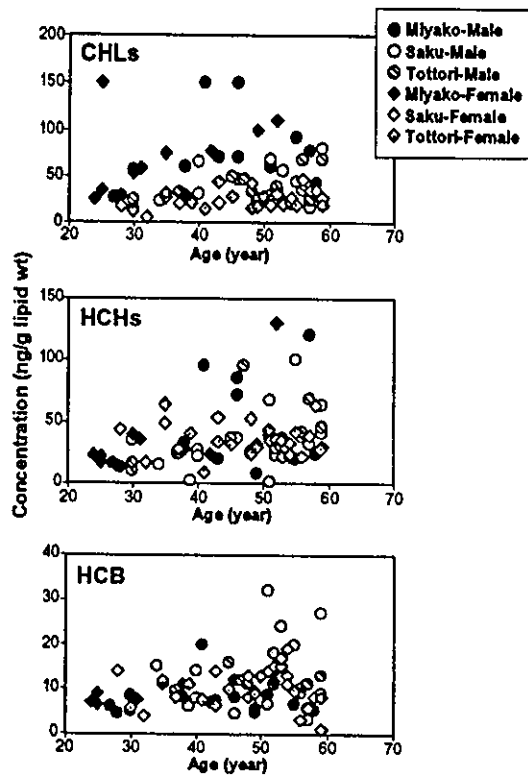 Miyako-Male
Saku-Male
Tottori-Male
Miyako-Female
Saku-Female
Tottori-Female
Concentration (ng/g lipid wt)
CHLs
200
150
100
50
0
20 30 40 50 60 70
Age (year)
HCHs
150
100
50
0
20 30 40 50 60 70
Age (year)
HCB
40
30
20
10
0
20 30 40 50 60 70
Age (year)